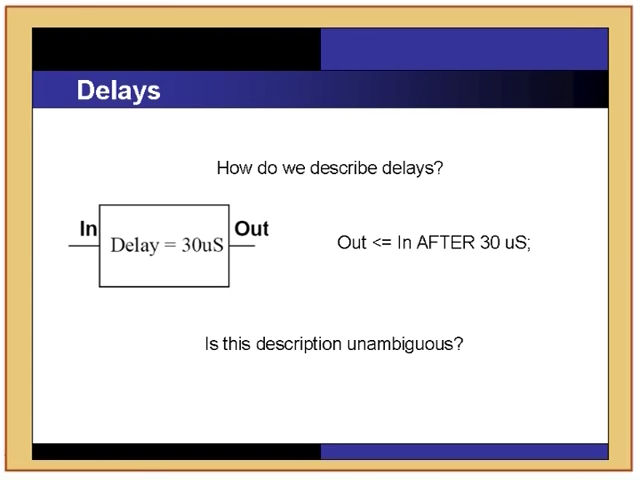 Delays
How do we describe delays?
In
Delay = 30uS
Out
Out <= In AFTER 30 uS;
Is this description unambiguous?